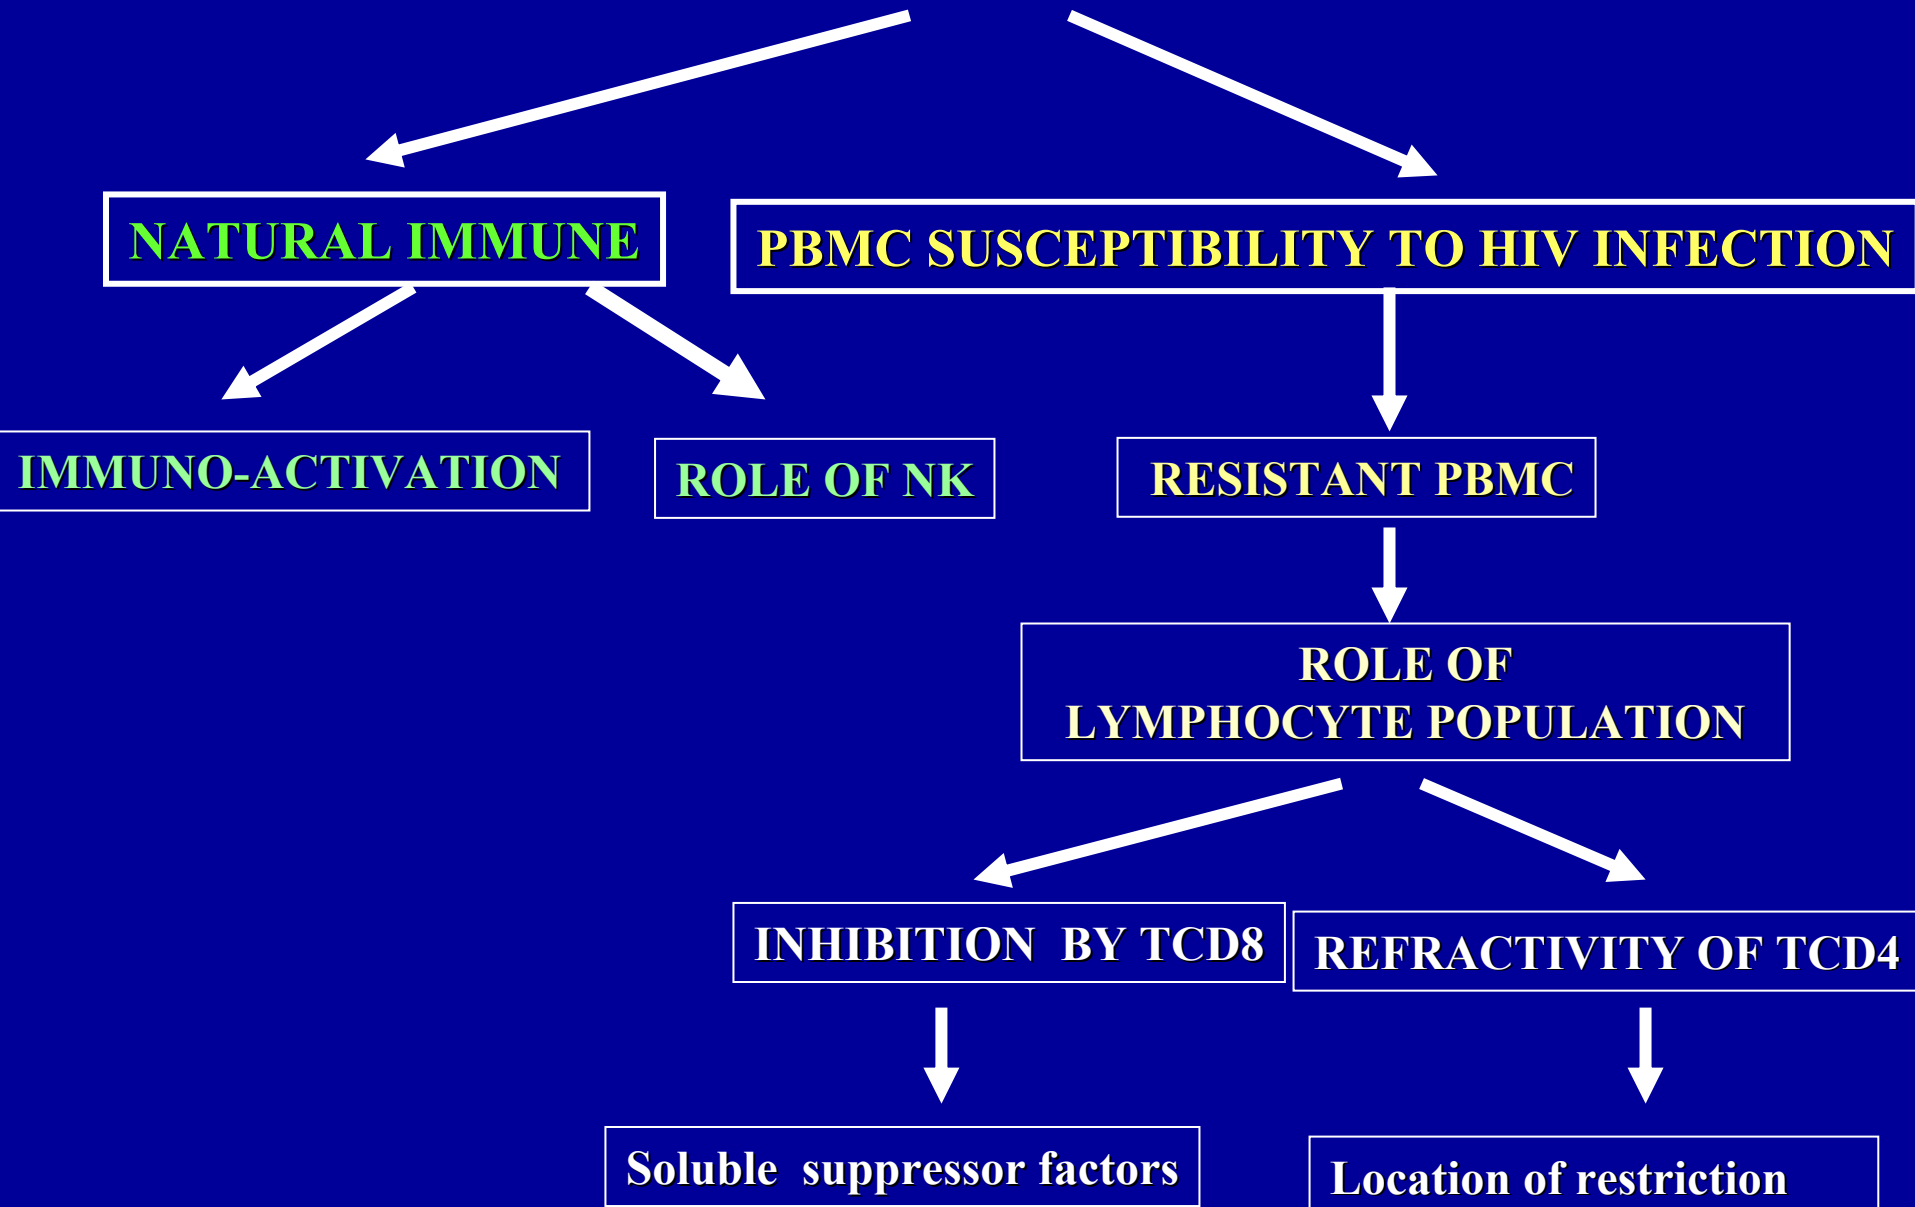 NATURAL IMMUNE
PBMC SUSCEPTIBILITY TO HIV INFECTION
IMMUNO-ACTIVATION
ROLE OF NK
RESISTANT PBMC
ROLE OF
LYMPHOCYTE POPULATION
INHIBITION BY TCD8
REFRACTIVITY OF TCD4
Soluble suppressor factors
Location of restriction